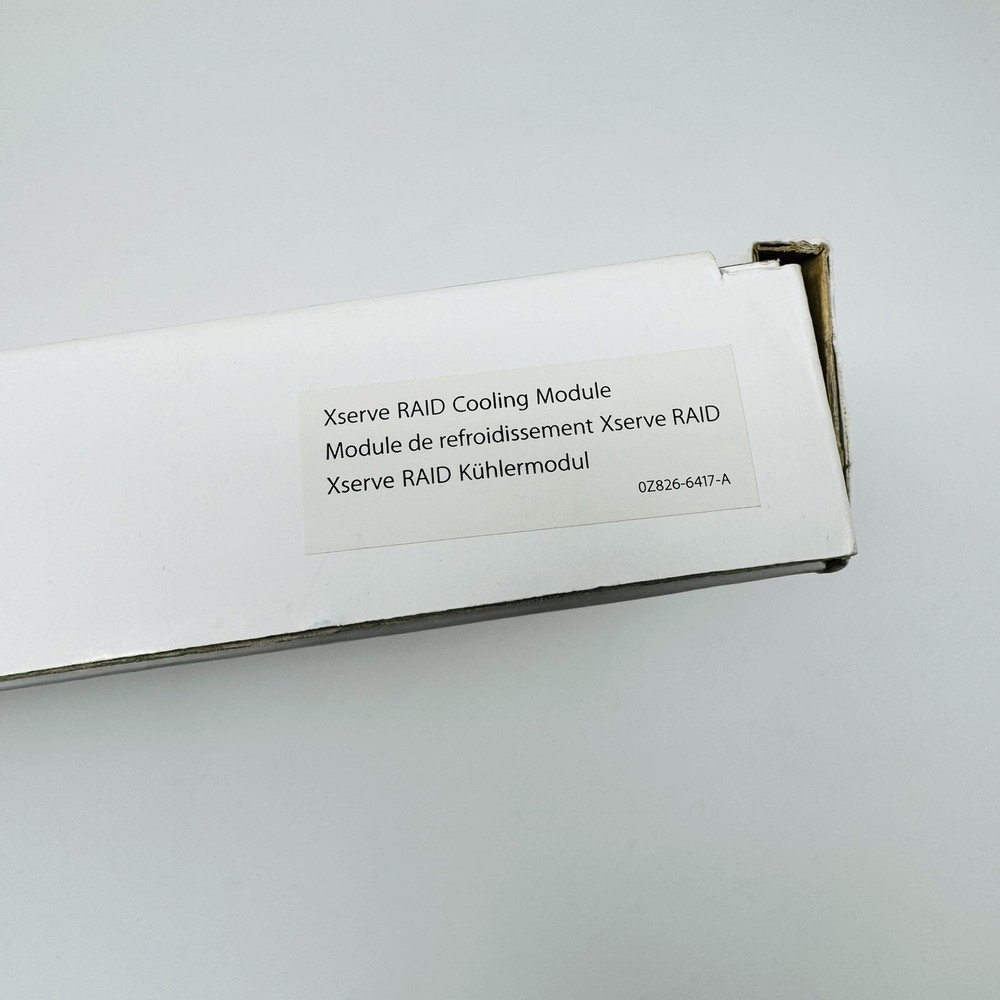 Xserve RAID Cooling Module
Module de refroidissement Xserve RAID
Xserve RAID Kühlermodul
0Z826-6417-A